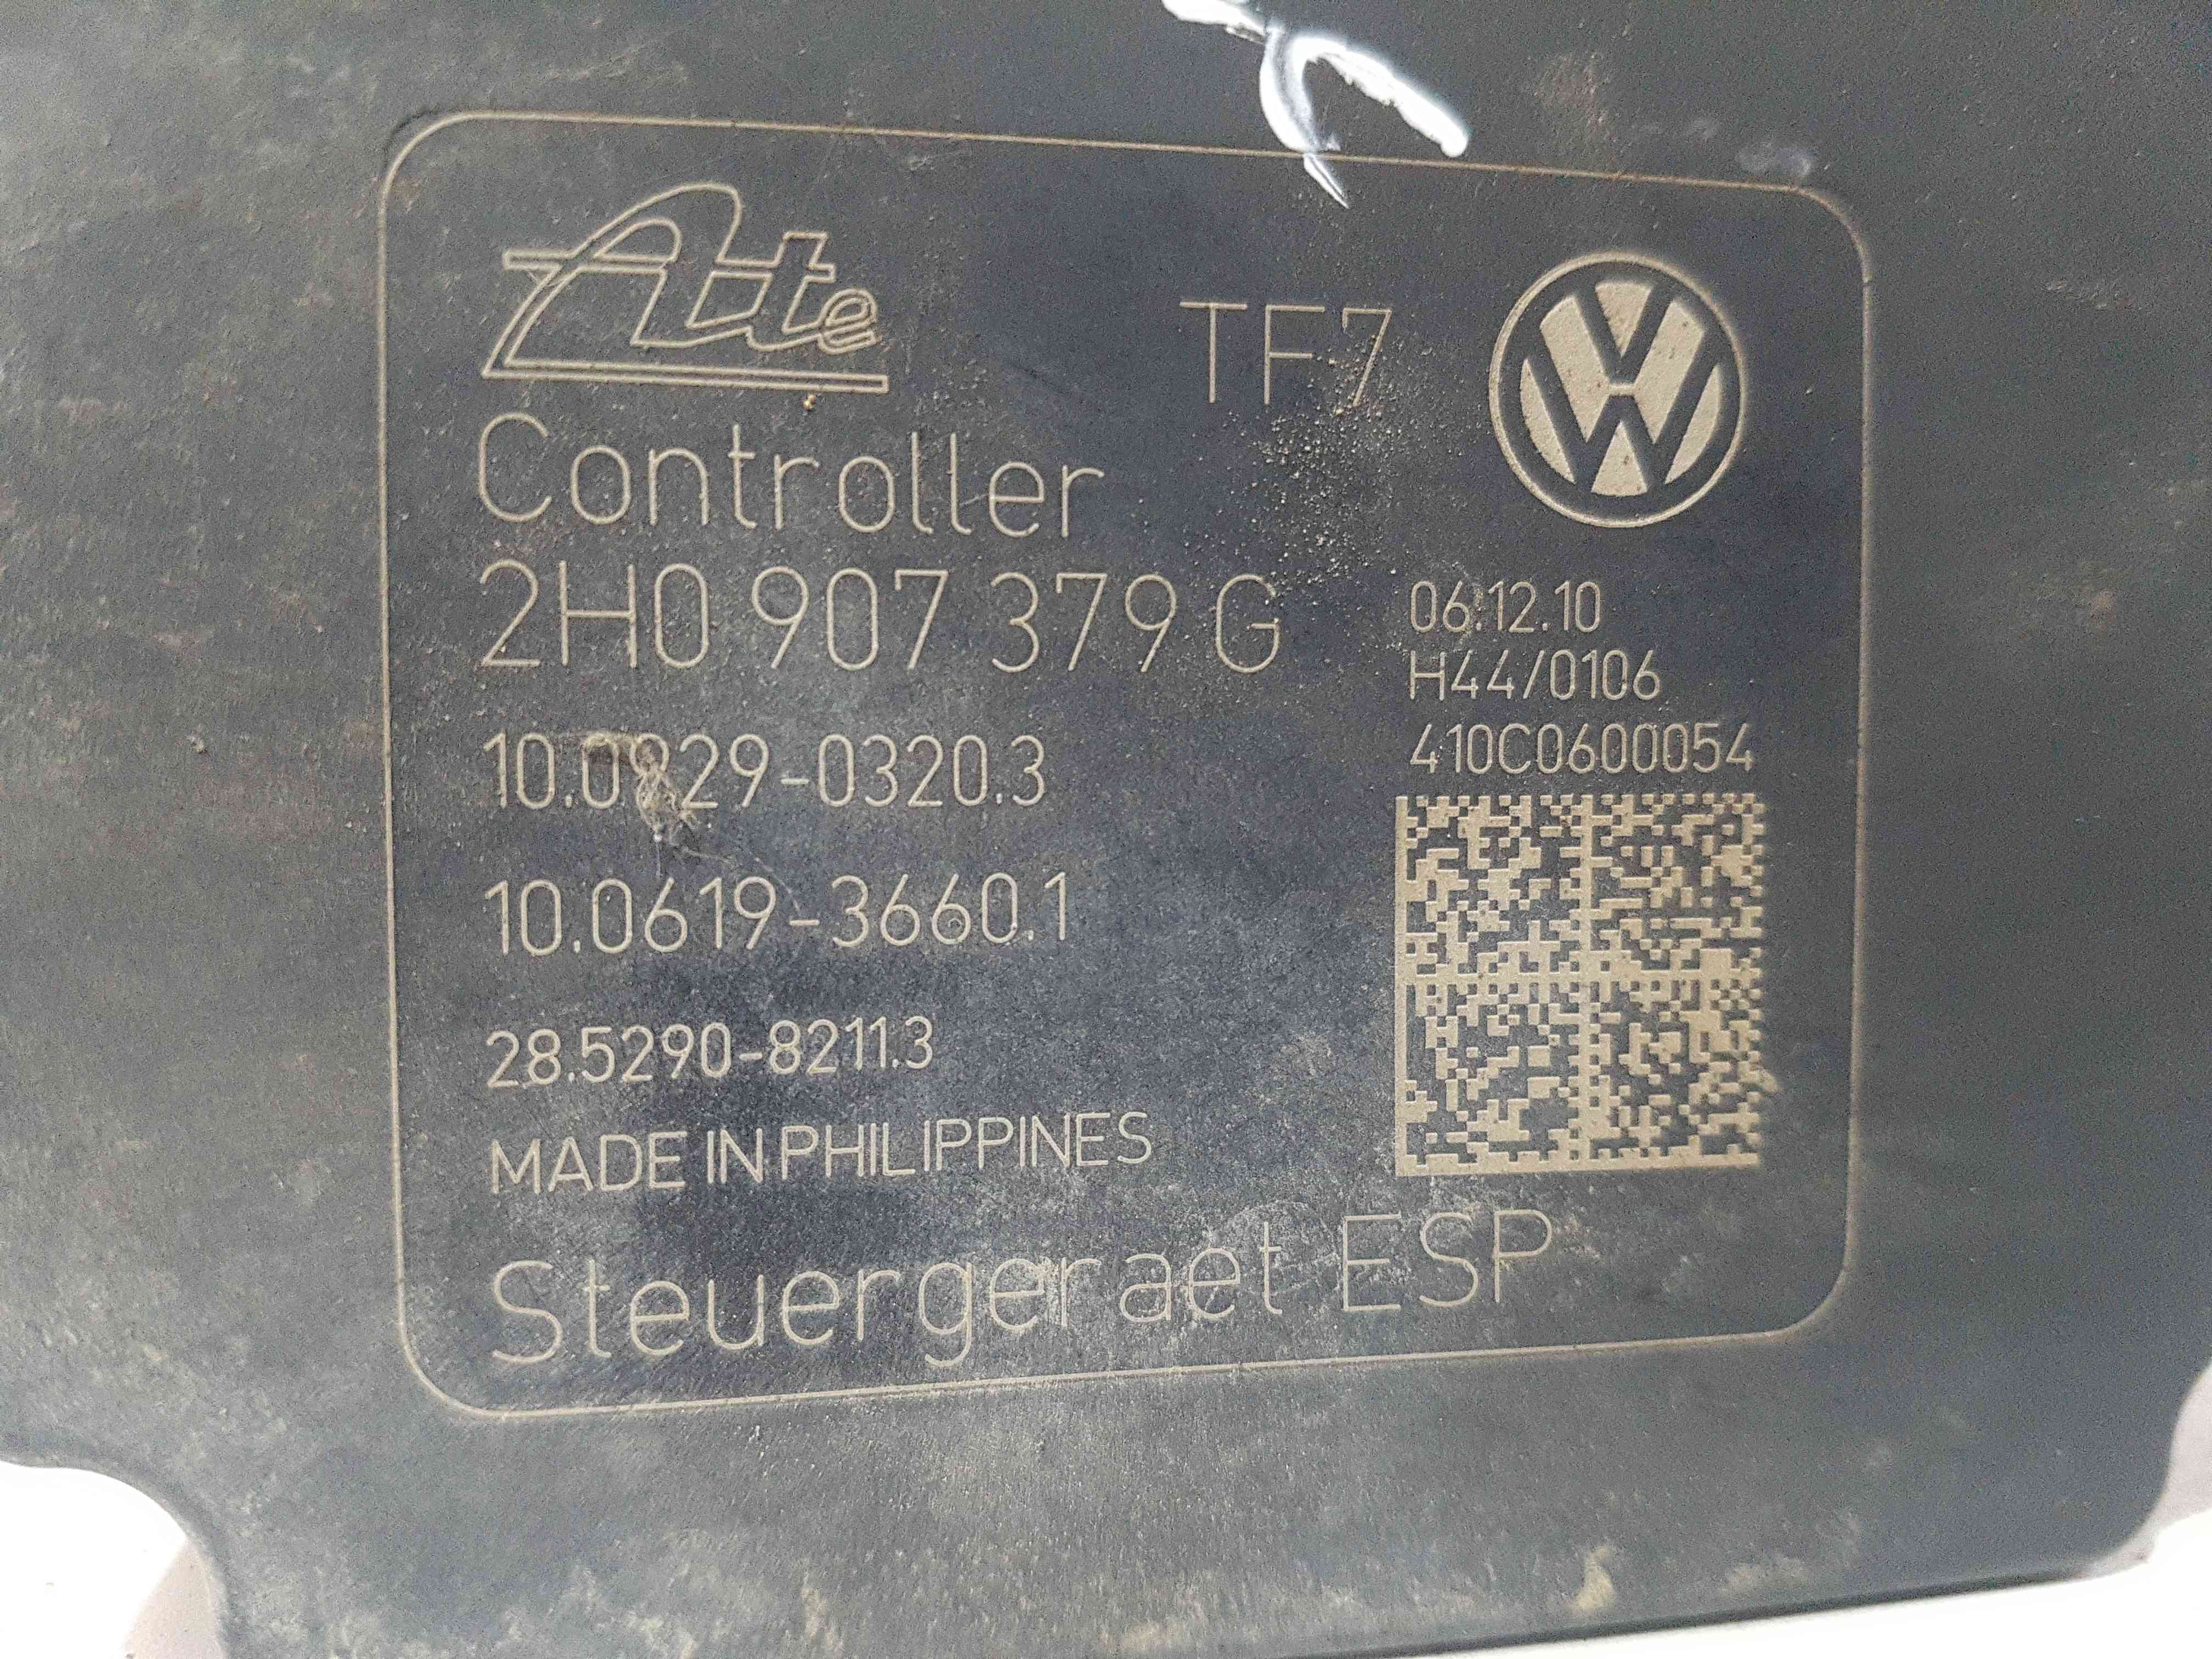 Ate
TF7
Controller
2H0 907 379 G
06.12.10
H44/0106
410C0600054
10.0929-0320.3
10.0619-3660.1
28.5290-8211.3
MADE IN PHILIPPINES
Steuergeraet ESP